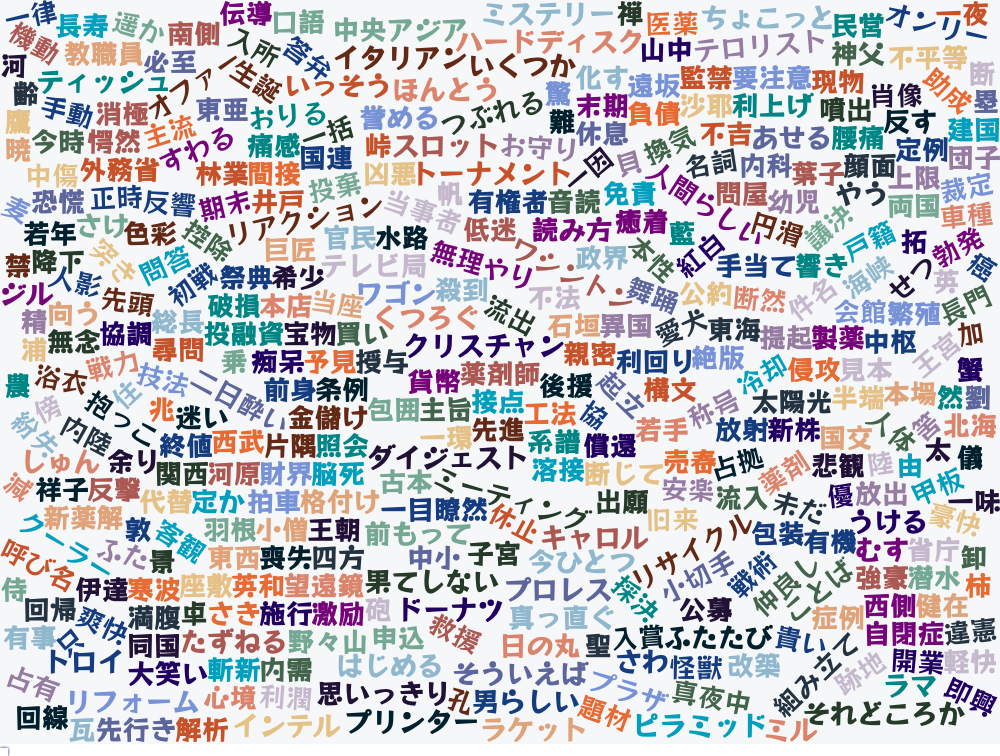 一律 長寿 遥か 南側 伝導 口語 中央アジア ミステリー 禅 医薬 ちょこっと 民営 オンリー 一夜
機動 教職員 必至 入所 答弁 イタリアン ハードディスク いくつか 山中 テロリスト 神父 不平等
河 ティッシュ オファー 生誕 いっそう ほんとう 化す 遠坂 監禁 要注意 現物 助成 断
齢 手動 消極 東亜 おりる 誉める つぶれる 驚 末期 負債 沙耶 利上げ 噴出 肖像 塁
鷹 今時 愕然 主流 すわる 痛感 一括 難 休息 換気 不吉 あせる 腰痛 反す 建国
暁 中傷 外務省 林業 間接 国連 峠 スロット お守り 一因 貝 名詞 内科 葉子 顔面 定例 団子
恐慌 正時 反響 期末 井戸 投棄 凶悪 トーナメント 帆 有権者 音読 免責 人間らしい 問屋 幼児 やう 上限 裁定
麦 若年 さけ 色彩 控除 リアクション 当事者 低迷 読み方 癒着 藍 円滑 講洪 戸籍 両国 車種
禁 降下 突き 問答 巨匠 官民 水路 無理やり ワシントン 政界 本性 紅白 手当て 響き 拓 勃発
ジル 人影 初戦 祭典 希少 テレビ局 ワゴン 殺到 不法 舞踊 公約 断然 件名 海峡 せつ 英 癌
精 向う 先頭 破損 本店 当座 くつろぐ 流出 石垣 異国 愛犬 東海 提起 製薬 会館 繁殖 長門
浦 無念 協調 総長 投融資 宝物 買い クリスチャン 親密 利回り 絶版 中枢 王宮 加
農 浴衣 戦力 尋問 乗 痴呆 予見 授与 貨幣 薬剤師 後援 起立 構文 冷却 侵攻 見本 蟹
傍 抱っこ 住 技法 二日酔い 前身 条例 包囲 主旨 接点 工法 協 称号 太陽光 半端 本場 然 劉
紛失 内陸 兆 迷い 金儲け 一環 先進 系譜 償還 若手 放射 新株 国交 人体 筈 北海
しゅん 余り 終値 西武 片隅 照会 ダイジェスト 溶接 断じて 売春 占拠 薬剤 悲観 陸 由 太 儀
減 祥子 反撃 関西 河原 財界 脳死 古本 ミーティング 出願 安楽 流入 未だ 優 放出 甲板 一味
クーラー 新薬 解 代替 定か 拍車 格付け 一目瞭然 休止 キャロル 旧来 リサイクル 包装 有機 うける 豪快
呼び名 ふた 景 敦 客観 羽根 小僧 王朝 前もって 中小 子宮 今ひとつ むす 省庁 卸
侍 伊達 寒波 東西 喪失 四方 座敷 英和 望遠鏡 果てしない プロレス 採決 小切手 戦術 仲良し ことば 強豪 潜水 柿
回帰 爽快 満腹 卓 さき 施行 激励 砲 ドーナツ 真っ直ぐ 公募 症例 西側 健在
有事 ロン トロイ 同国 たずねる 野々山 申込 救援 日の丸 聖 入賞 ふたたび 貴い 自閉症 違憲
占有 大笑い 斬新 内需 はじめる そういえば さわ 怪獣 改築 組み立て 跡地 開業 軽快
リフォーム 心境 利潤 思いっきり 孔 男らしい プラザ 真夜中 ラマ 即興
回線 瓦 先行き 解析 インテル プリンター ラケット 題材 ピラミッド ミル それどころか